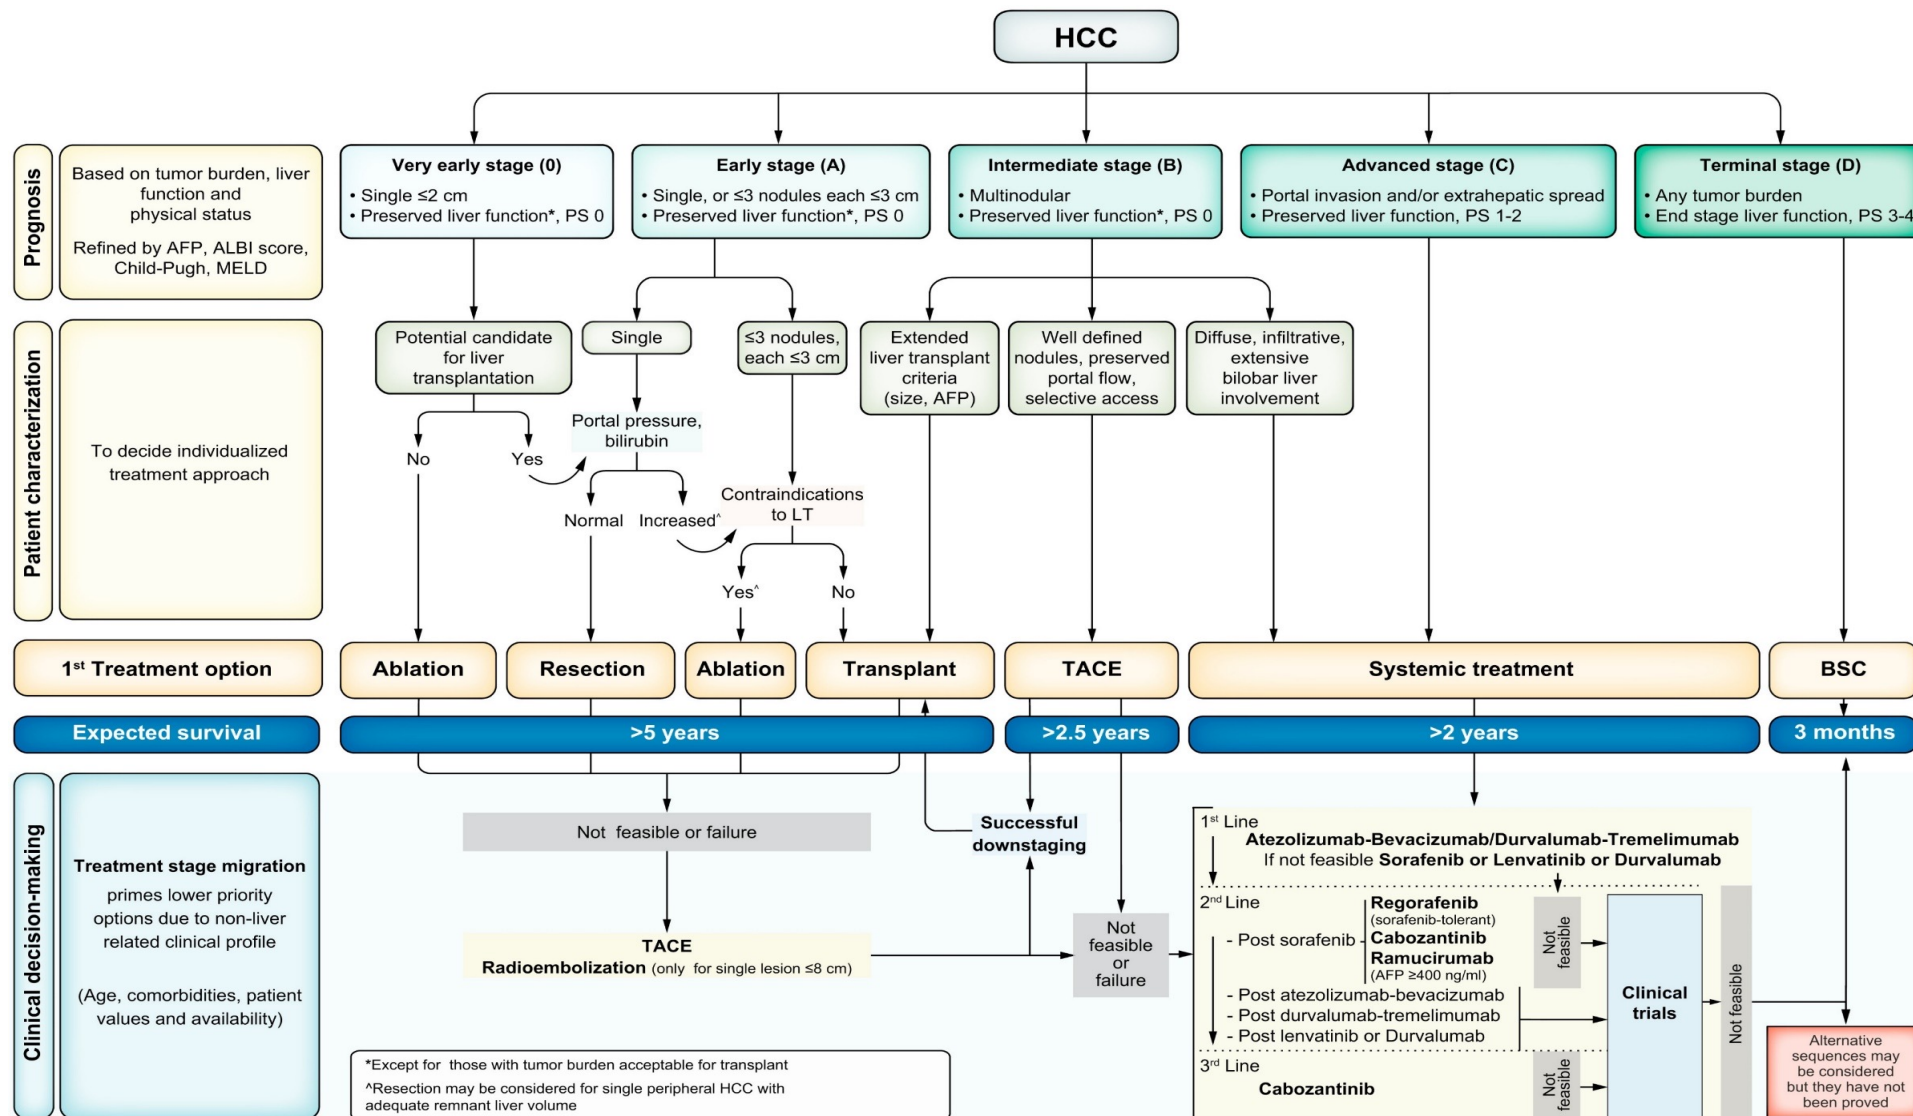 HCC
Prognosis
Based on tumor burden, liver
function and
physical status
Refined by AFP, ALBI score,
Child-Pugh, MELD
Very early stage (0)
• Single ≤2 cm
• Preserved liver function*, PS 0
Early stage (A)
• Single, or ≤3 nodules each ≤3 cm
• Preserved liver function*, PS 0
Intermediate stage (B)
• Multinodular
• Preserved liver function*, PS 0
Advanced stage (C)
• Portal invasion and/or extrahepatic spread
• Preserved liver function, PS 1-2
Terminal stage (D)
• Any tumor burden
• End stage liver function, PS 3-4
Patient characterization
To decide individualized
treatment approach
Potential candidate
for liver
transplantation
No
Yes
Single
Portal pressure,
bilirubin
Normal
Increased^
≤3 nodules,
each ≤3 cm
Contraindications
to LT
Yes^
No
Extended
liver transplant
criteria
(size, AFP)
Well defined
nodules, preserved
portal flow,
selective access
Diffuse, infiltrative,
extensive
bilobar liver
involvement
1st Treatment option
Ablation
Resection
Ablation
Transplant
TACE
Systemic treatment
BSC
Expected survival
>5 years
>2.5 years
>2 years
3 months
Clinical decision-making
Treatment stage migration
primes lower priority
options due to non-liver
related clinical profile
(Age, comorbidities, patient
values and availability)
Not feasible or failure
TACE
Radioembolization (only for single lesion ≤8 cm)
Successful
downstaging
Not
feasible
or
failure
1st Line
Atezolizumab-Bevacizumab/Durvalumab-Tremelimumab
If not feasible Sorafenib or Lenvatinib or Durvalumab
2nd Line
- Post sorafenib
Regorafenib
(sorafenib-tolerant)
Cabozantinib
Ramucirumab
(AFP ≥400 ng/ml)
- Post atezolizumab-bevacizumab
- Post durvalumab-tremelimumab
- Post lenvatinib or Durvalumab
3rd Line
Cabozantinib
Not
feasible
Not
feasible
Clinical
trials
Not feasible
Alternative
sequences may
be considered
but they have not
been proved
*Except for those with tumor burden acceptable for transplant
^Resection may be considered for single peripheral HCC with
adequate remnant liver volume